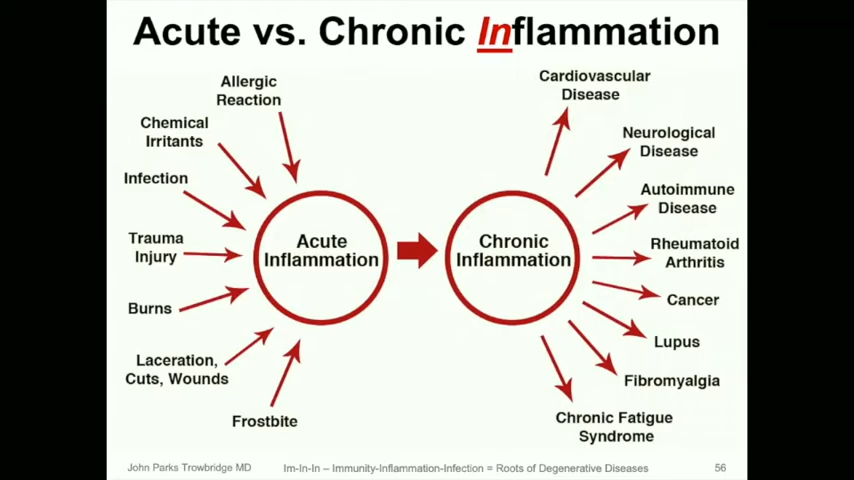 Acute vs. Chronic Inflammation
Allergic
Reaction
Chemical
Irritants
Infection
Trauma
Injury
Burns
Laceration,
Cuts, Wounds
Frostbite
Acute
Inflammation
Chronic
Inflammation
Cardiovascular
Disease
Neurological
Disease
Autoimmune
Disease
Rheumatoid
Arthritis
Cancer
Lupus
Fibromyalgia
Chronic Fatigue
Syndrome
John Parks Trowbridge MD
Im-In-In – Immunity-Inflammation-Infection = Roots of Degenerative Diseases
56